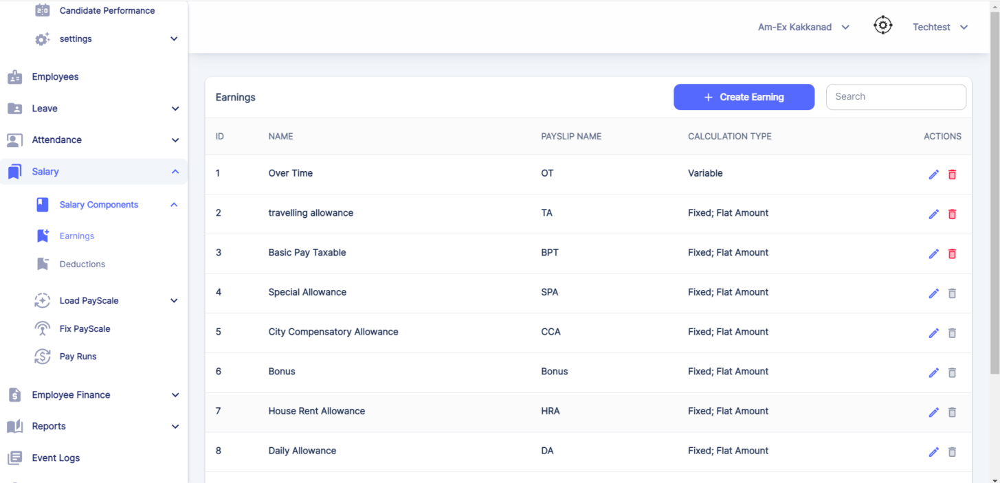 Candidate Performance
settings
Employees
Leave
Attendance
Salary
Salary Components
Earnings
Deductions
Load PayScale
Fix PayScale
Pay Runs
Employee Finance
Reports
Event Logs
Am-Ex Kakkanad Techtest
Earnings + Create Earning Search
ID NAME PAYSLIP NAME CALCULATION TYPE ACTIONS
1 Over Time OT Variable
2 travelling allowance TA Fixed; Flat Amount
3 Basic Pay Taxable BPT Fixed; Flat Amount
4 Special Allowance SPA Fixed; Flat Amount
5 City Compensatory Allowance CCA Fixed; Flat Amount
6 Bonus Bonus Fixed; Flat Amount
7 House Rent Allowance HRA Fixed; Flat Amount
8 Daily Allowance DA Fixed; Flat Amount